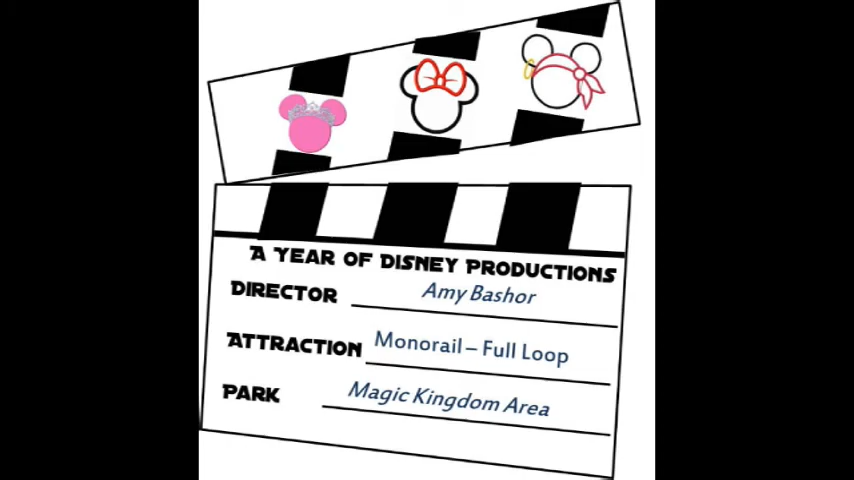 A Year of Disney Productions
Director Amy Bashor
Attraction Monorail – Full Loop
Park Magic Kingdom Area